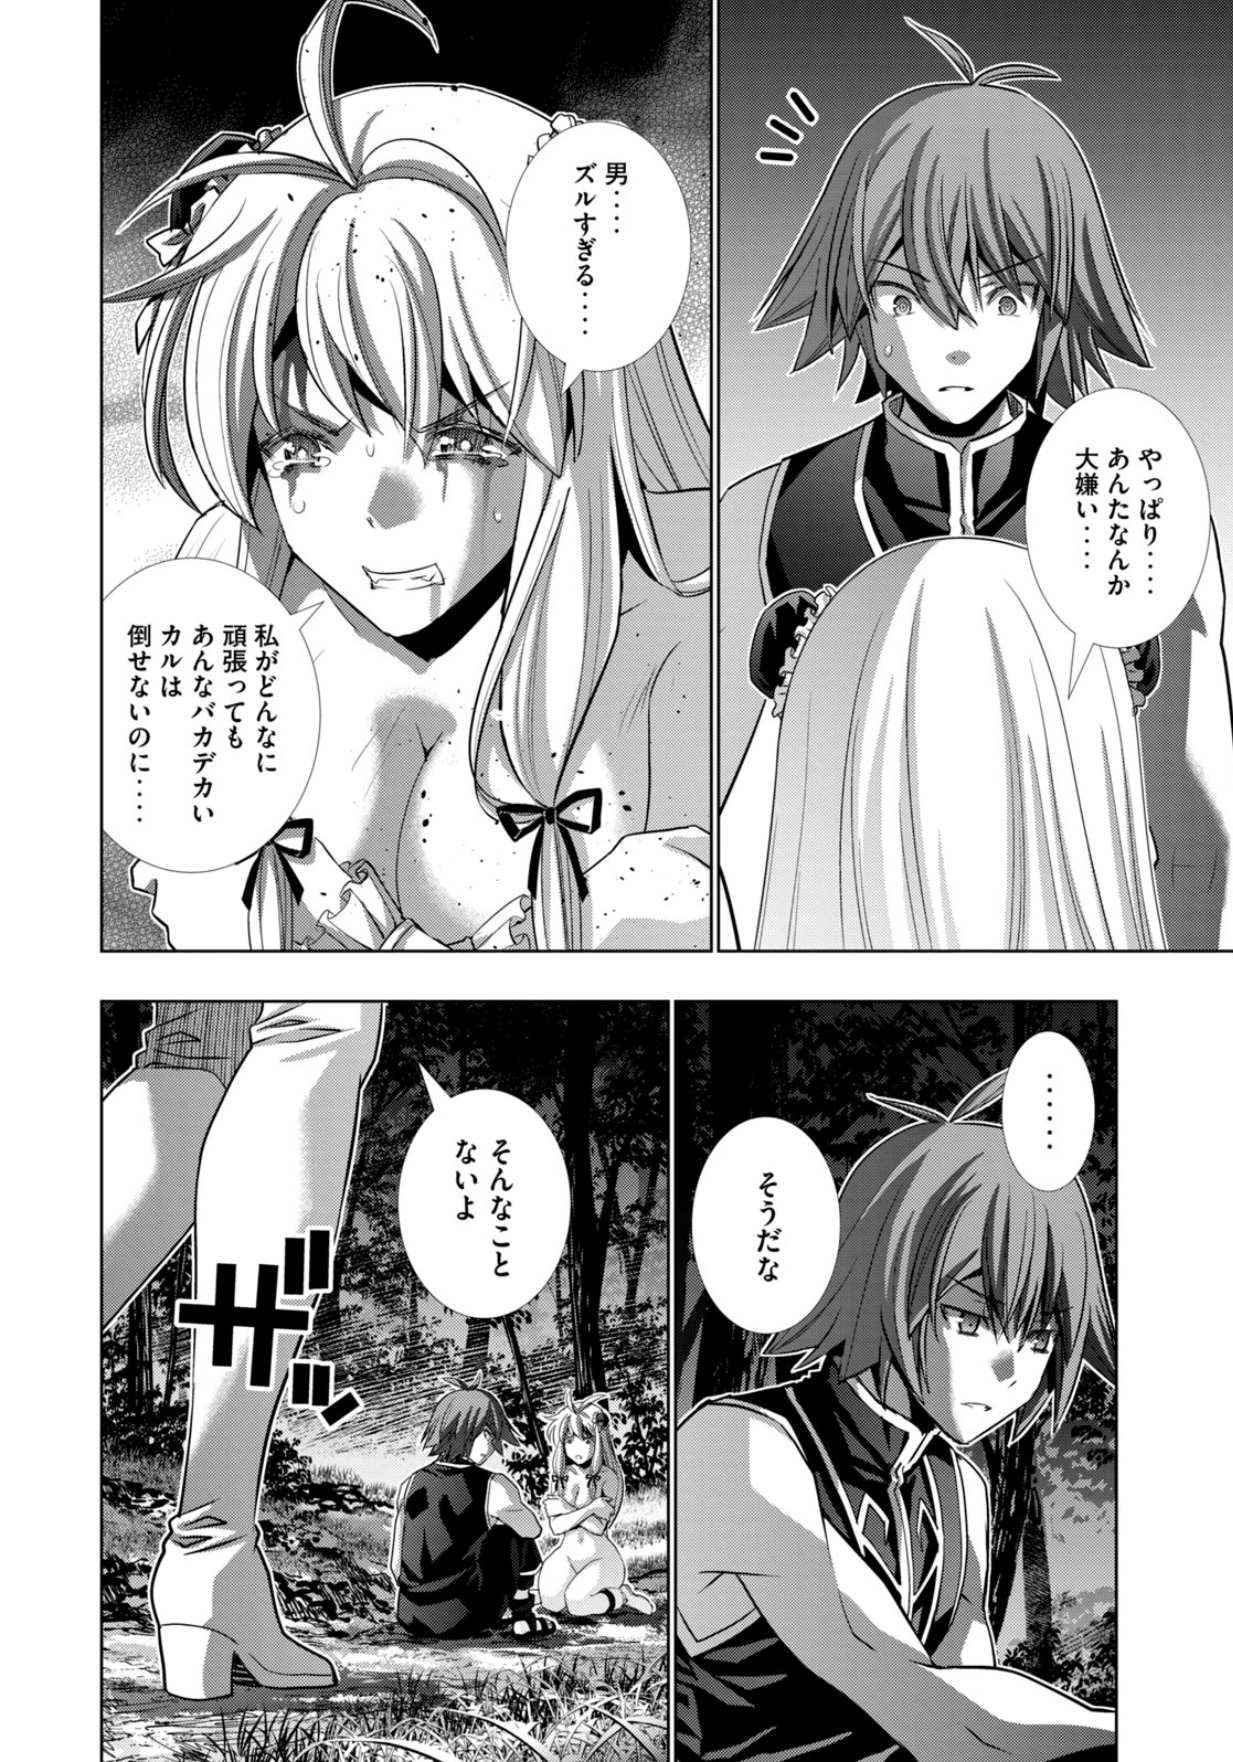 やっぱり‥‥
あんたなんか
大嫌い‥‥
男‥‥
ズルすぎる‥‥
私がどんなに
頑張っても
あんなバカデカい
カルは
倒せないのに‥‥
‥‥‥
そうだな
そんなこと
ないよ
ザッ